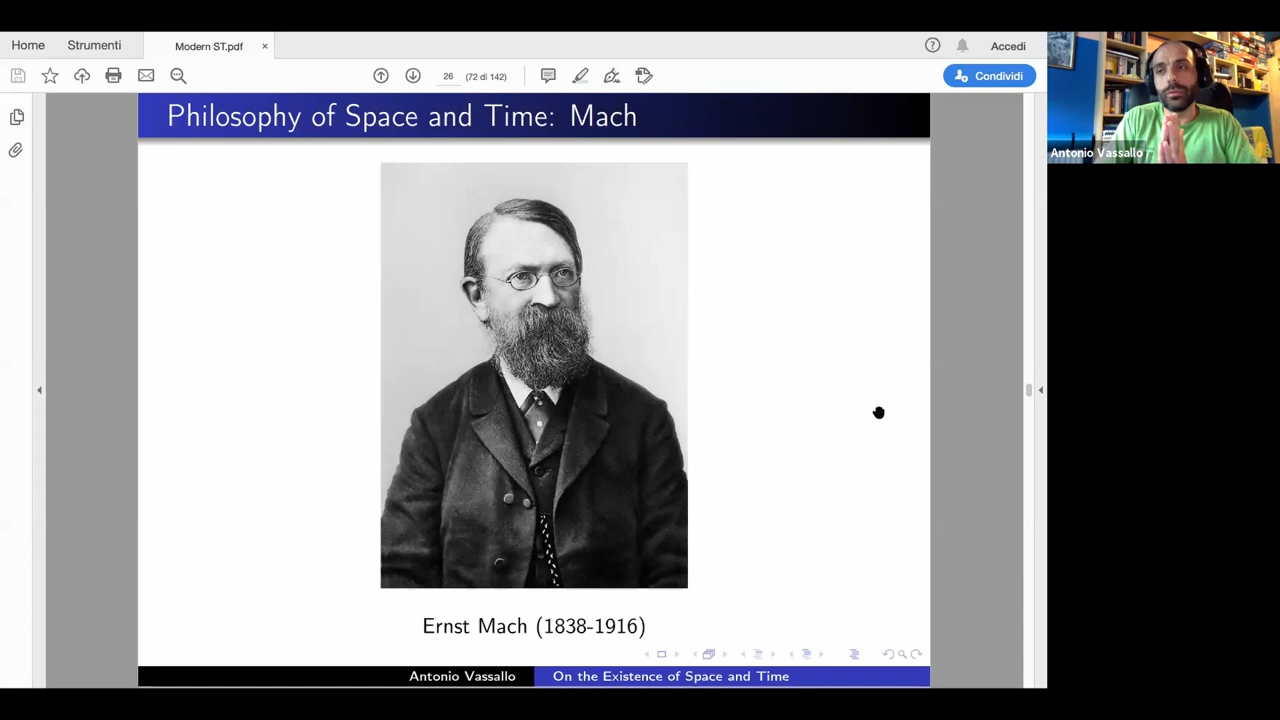 Home Strumenti Modern ST.pdf × Accedi
26 (72 di 142) Condividi
Philosophy of Space and Time: Mach
Antonio Vassallo
Ernst Mach (1838-1916)
Antonio Vassallo On the Existence of Space and Time